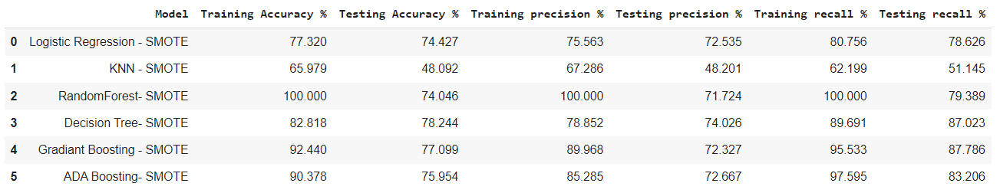 Model Training Accuracy % Testing Accuracy % Training precision % Testing precision % Training recall % Testing recall %
0 Logistic Regression - SMOTE 77.320 74.427 75.563 72.535 80.756 78.626
1 KNN - SMOTE 65.979 48.092 67.286 48.201 62.199 51.145
2 RandomForest- SMOTE 100.000 74.046 100.000 71.724 100.000 79.389
3 Decision Tree- SMOTE 82.818 78.244 78.852 74.026 89.691 87.023
4 Gradiant Boosting - SMOTE 92.440 77.099 89.968 72.327 95.533 87.786
5 ADA Boosting- SMOTE 90.378 75.954 85.285 72.667 97.595 83.206